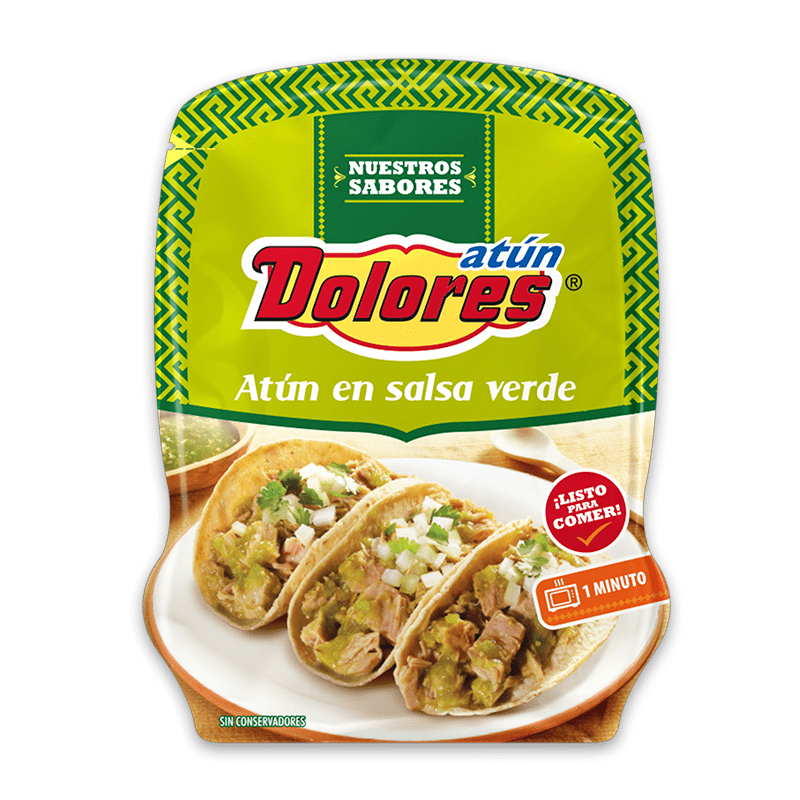 NUESTROS
SABORES
atún
Dolores®
Atún en salsa verde
¡LISTO
PARA
COMER!
1 MINUTO
SIN CONSERVADORES